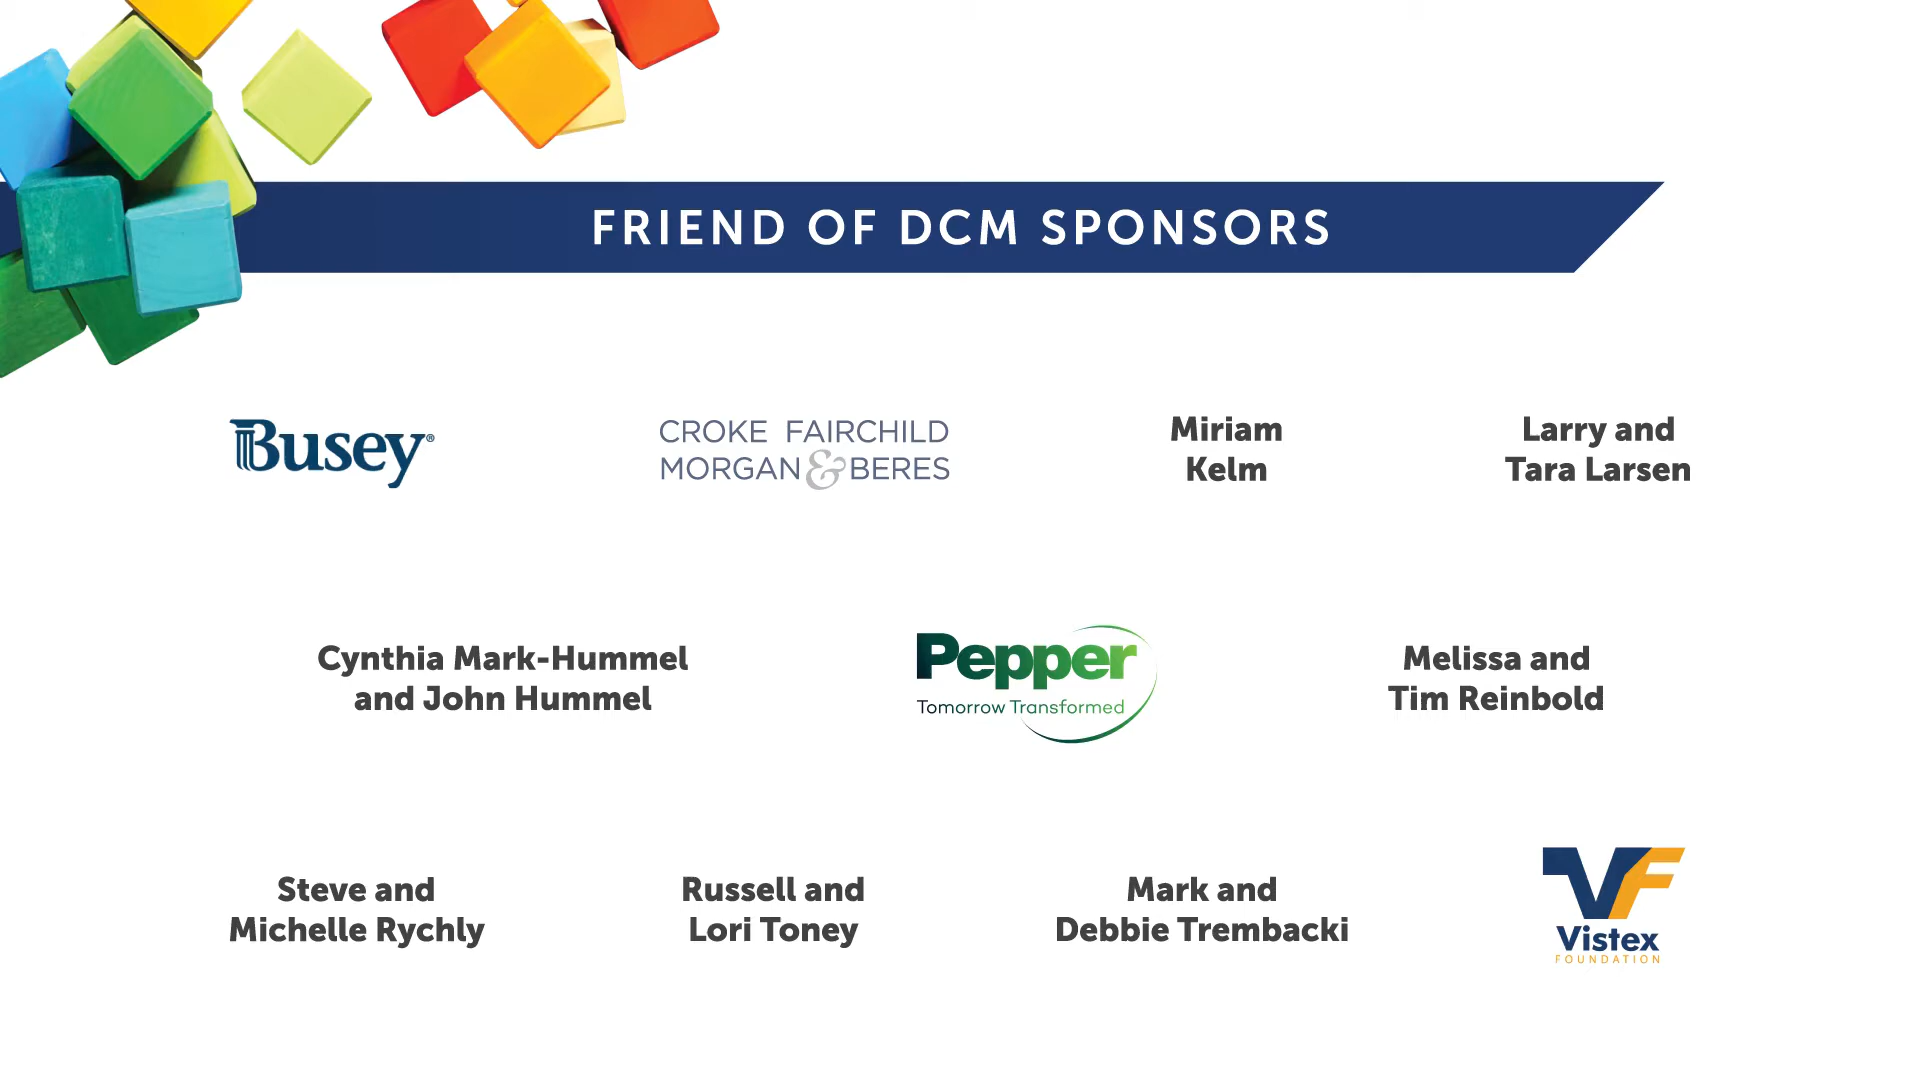 FRIEND OF DCM SPONSORS
Busey®
CROKE FAIRCHILD
MORGAN & BERES
Miriam
Kelm
Larry and
Tara Larsen
Cynthia Mark-Hummel
and John Hummel
Pepper
Tomorrow Transformed
Melissa and
Tim Reinbold
Steve and
Michelle Rychly
Russell and
Lori Toney
Mark and
Debbie Trembacki
VF
Vistex
FOUNDATION